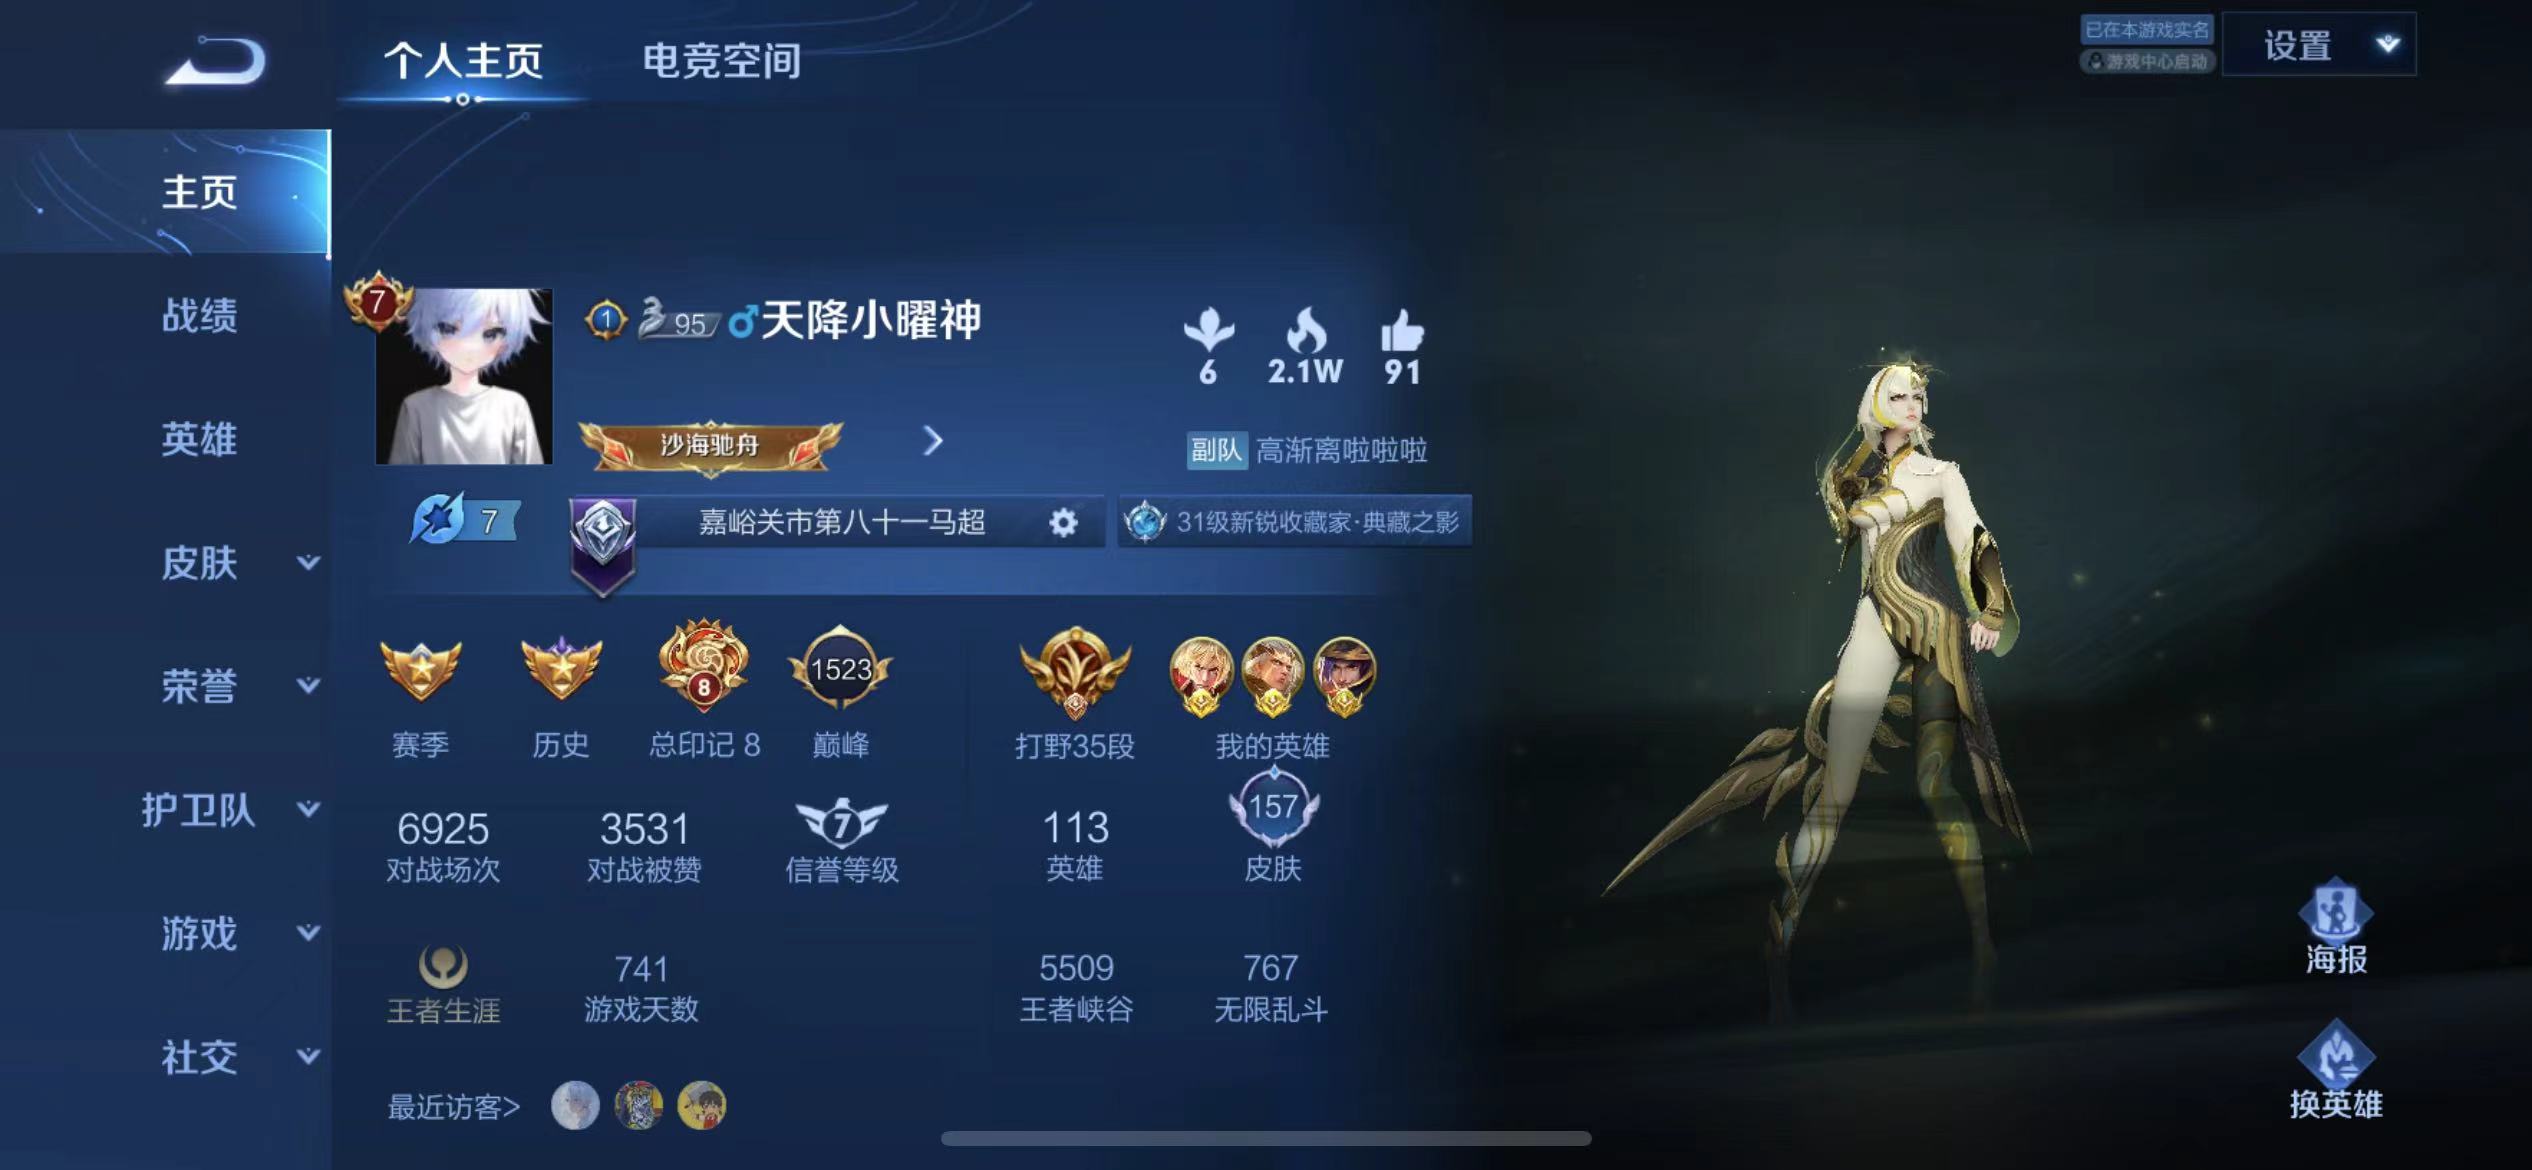 个人主页
电竞空间
已在本游戏实名
游戏中心启动
设置
主页
战绩
英雄
皮肤
荣誉
护卫队
游戏
社交
7
1
95
天降小曜神
6
2.1W
91
沙海驰舟
副队 高渐离啦啦啦
7
嘉峪关市第八十一马超
31级新锐收藏家·典藏之影
8
1523
赛季
历史
总印记 8
巅峰
打野35段
我的英雄
6925
对战场次
3531
对战被赞
7
信誉等级
113
英雄
157
皮肤
王者生涯
741
游戏天数
5509
王者峡谷
767
无限乱斗
最近访客>
海报
换英雄